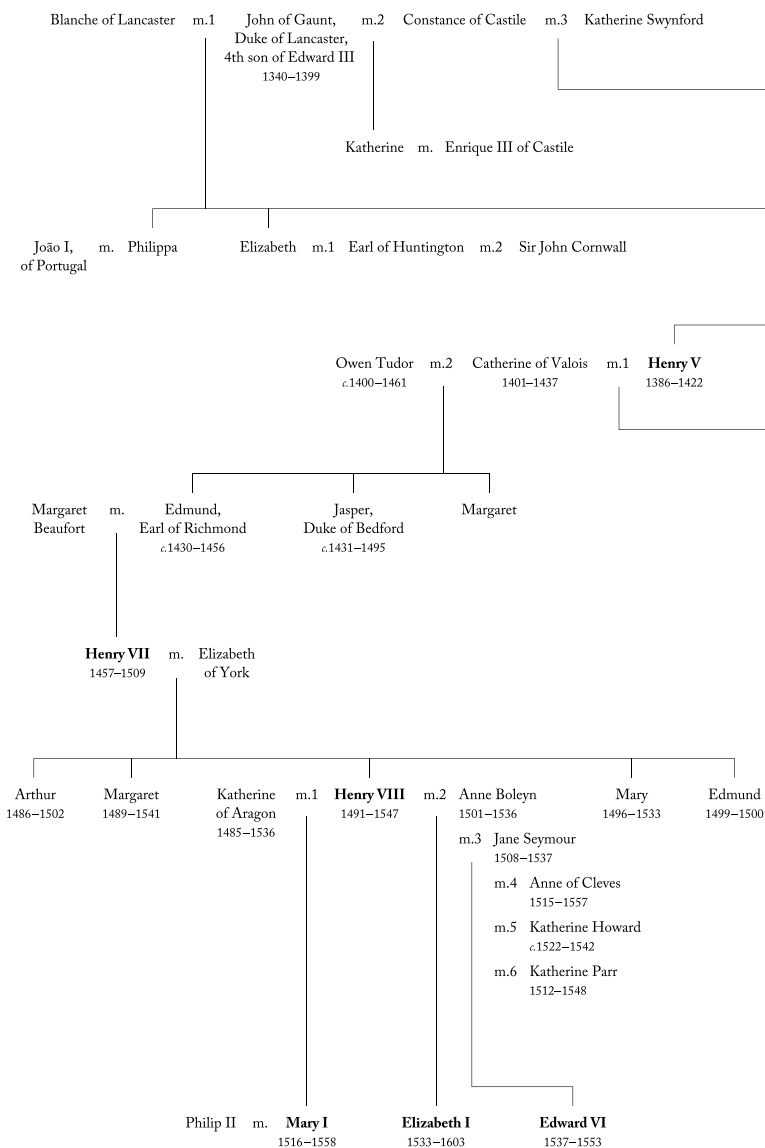 Blanche of Lancaster m.1 John of Gaunt, m.2 Constance of Castile m.3 Katherine Swynford
Duke of Lancaster,
4th son of Edward III
1340–1399
Katherine m. Enrique III of Castile
João I, m. Philippa Elizabeth m.1 Earl of Huntington m.2 Sir John Cornwall
of Portugal
Owen Tudor m.2 Catherine of Valois m.1 Henry V
c.1400–1461 1401–1437 1386–1422
Margaret m. Edmund, Jasper, Margaret
Beaufort Earl of Richmond Duke of Bedford
c.1430–1456 c.1431–1495
Henry VII m. Elizabeth
1457–1509 of York
Arthur Margaret Katherine m.1 Henry VIII m.2 Anne Boleyn Mary Edmund
1486–1502 1489–1541 of Aragon 1491–1547 1501–1536 1496–1533 1499–1500
1485–1536
m.3 Jane Seymour
1508–1537
m.4 Anne of Cleves
1515–1557
m.5 Katherine Howard
c.1522–1542
m.6 Katherine Parr
1512–1548
Philip II m. Mary I Elizabeth I Edward VI
1516–1558 1533–1603 1537–1553